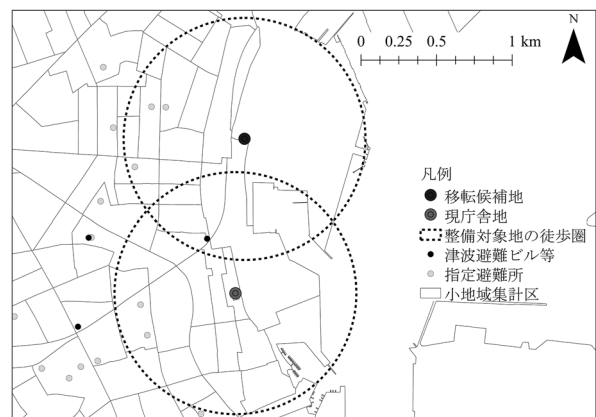 N
0 0.25 0.5 1 km
凡例
移転候補地
現庁舎地
整備対象地の徒歩圏
津波避難ビル等
指定避難所
小地域集計区